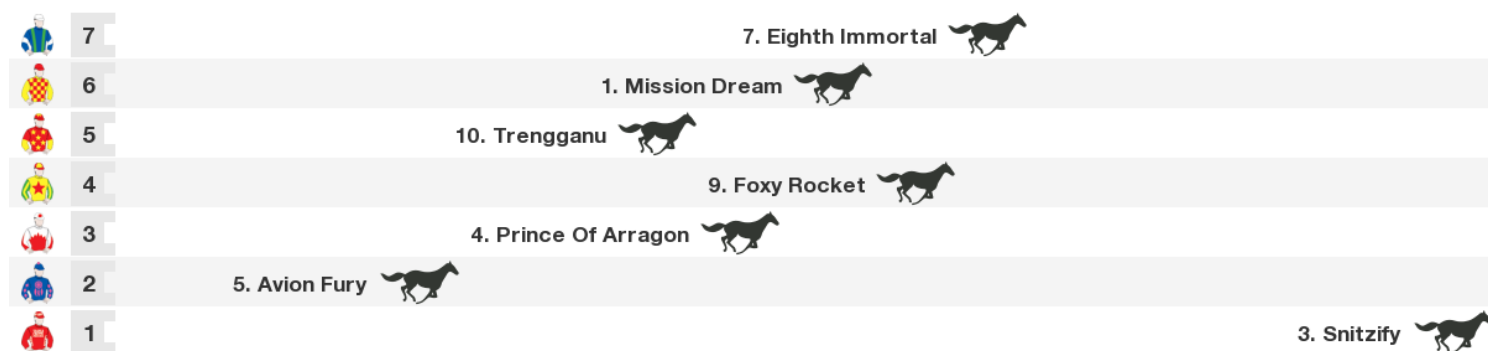 7 7. Eighth Immortal
6 1. Mission Dream
5 10. Trengganu
4 9. Foxy Rocket
3 4. Prince Of Arragon
2 5. Avion Fury
1 3. Snitzify